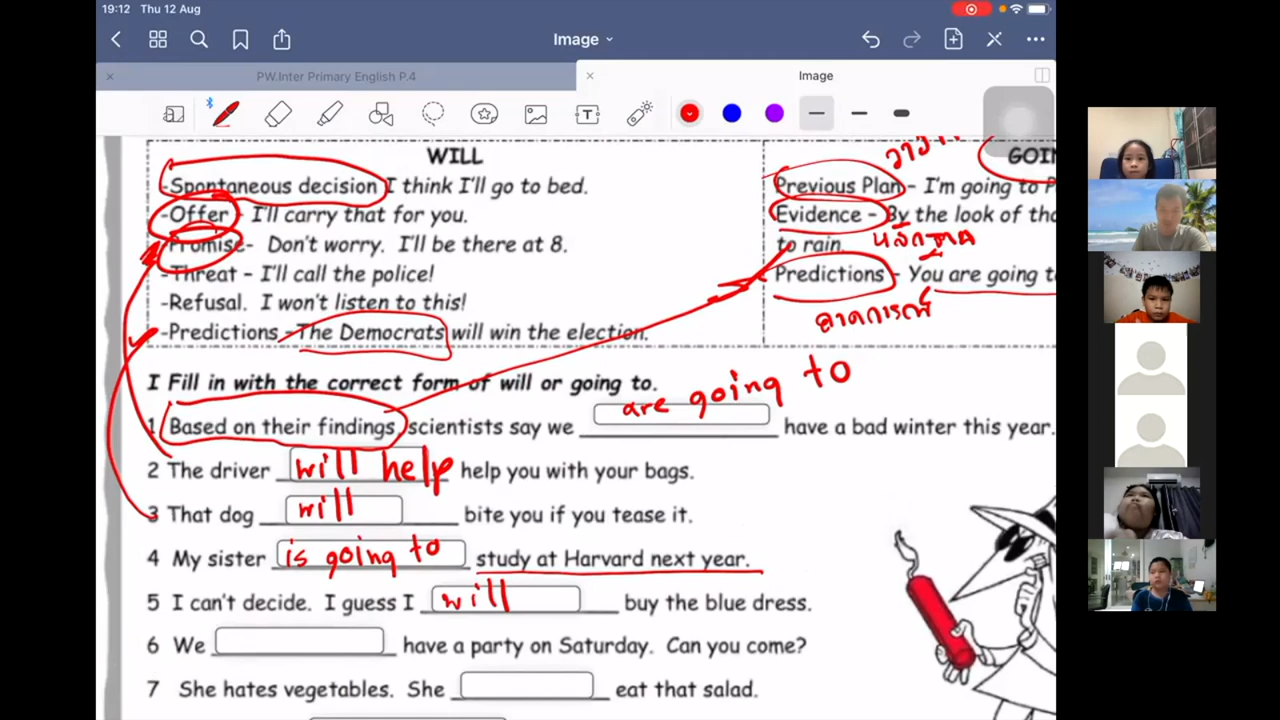 19:12 Thu 12 Aug
Image
PW.Inter Primary English P.4
Image
WILL
-Spontaneous decision I think I'll go to bed.
-Offer - I'll carry that for you.
-Promise- Don't worry. I'll be there at 8.
-Threat - I'll call the police!
-Refusal. I won't listen to this!
-Predictions -The Democrats will win the election.
GOI
Previous Plan - I'm going to P
Evidence - By the look of tha
to rain.
หลักฐาน
Predictions - You are going t
คาดการณ์
I Fill in with the correct form of will or going to.
1 Based on their findings, scientists say we are going to have a bad winter this year.
2 The driver will help help you with your bags.
3 That dog will bite you if you tease it.
4 My sister is going to study at Harvard next year.
5 I can't decide. I guess I will buy the blue dress.
6 We have a party on Saturday. Can you come?
7 She hates vegetables. She eat that salad.